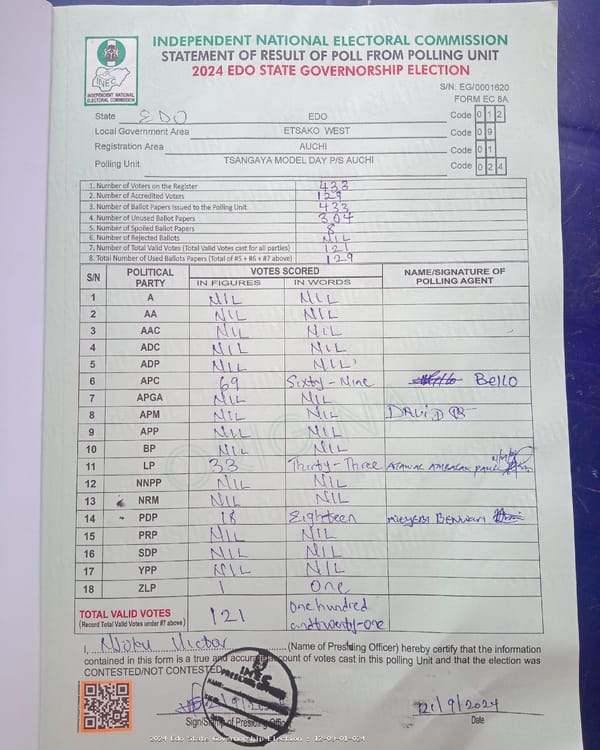 INDEPENDENT NATIONAL ELECTORAL COMMISSION
STATEMENT OF RESULT OF POLL FROM POLLING UNIT
2024 EDO STATE GOVERNORSHIP ELECTION
INEC
INDEPENDENT NATIONAL ELECTORAL COMMISSION
S/N: EG/0001620
FORM EC 8A
State EDO EDO Code 0 1 2
Local Government Area ETSAKO WEST Code 0 9
Registration Area AUCHI Code 0 1
Polling Unit TSANGAYA MODEL DAY P/S AUCHI Code 0 2 4
1. Number of Voters on the Register 433
2. Number of Accredited Voters 129
3. Number of Ballot Papers Issued to the Polling Unit 433
4. Number of Unused Ballot Papers 304
5. Number of Spoiled Ballot Papers 8
6. Number of Rejected Ballots NIL
7. Number of Total Valid Votes (Total Valid Votes cast for all parties) 121
8. Total Number of Used Ballots Papers (Total of #5 + #6 + #7 above) 129
S/N POLITICAL PARTY VOTES SCORED NAME/SIGNATURE OF POLLING AGENT
IN FIGURES IN WORDS
1 A NIL NIL
2 AA NIL NIL
3 AAC NIL NIL
4 ADC NIL NIL
5 ADP NIL NIL
6 APC 69 Sixty-Nine BELLO
7 APGA NIL NIL
8 APM NIL NIL DAVID
9 APP NIL NIL
10 BP NIL NIL
11 LP 33 Thirty-Three
12 NNPP NIL NIL
13 NRM NIL NIL
14 PDP 18 Eighteen
15 PRP NIL NIL
16 SDP NIL NIL
17 YPP NIL NIL
18 ZLP 1 One
TOTAL VALID VOTES 121 One hundred
(Record Total Valid Votes under #7 above) and twenty-one
I, Njoku Victor (Name of Presiding Officer) hereby certify that the information
contained in this form is a true and accurate account of votes cast in this polling Unit and that the election was
CONTESTED/NOT CONTESTED
INEC
PRESIDING OFFICER
21/9/2024
Sign/Stamp of Presiding Officer Date
2024 Edo State Governorship Election - 12-09-01-024